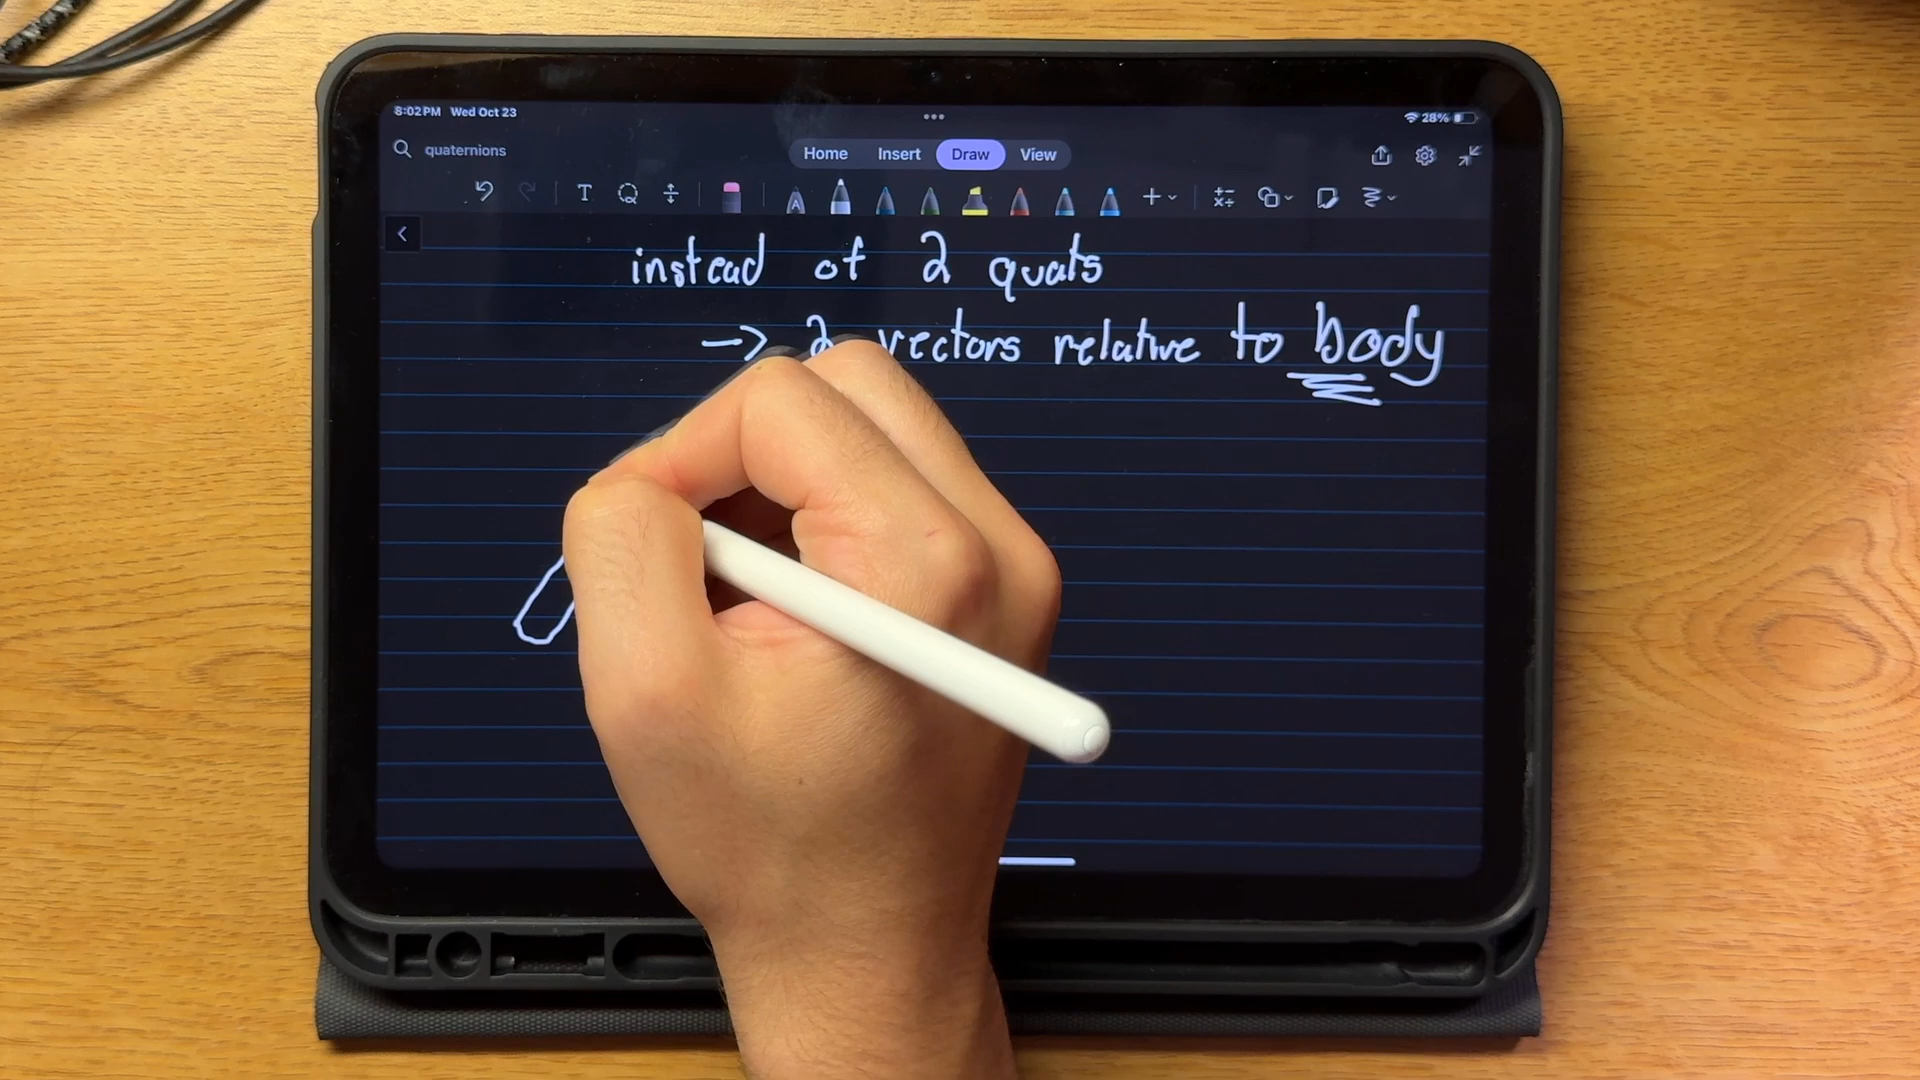 8:02 PM Wed Oct 23
28%
quaternions
Home Insert Draw View
T
A
instead of 2 quats
→ 2 vectors relative to body